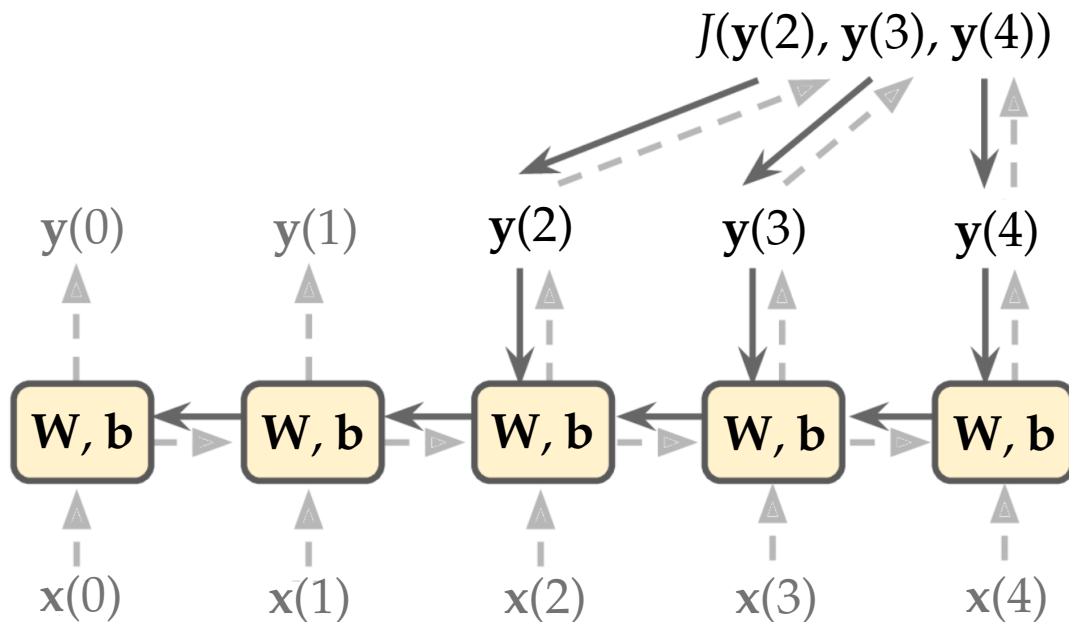 J(y(2), y(3), y(4))
y(0) y(1) y(2) y(3) y(4)
W, b W, b W, b W, b W, b
x(0) x(1) x(2) x(3) x(4)